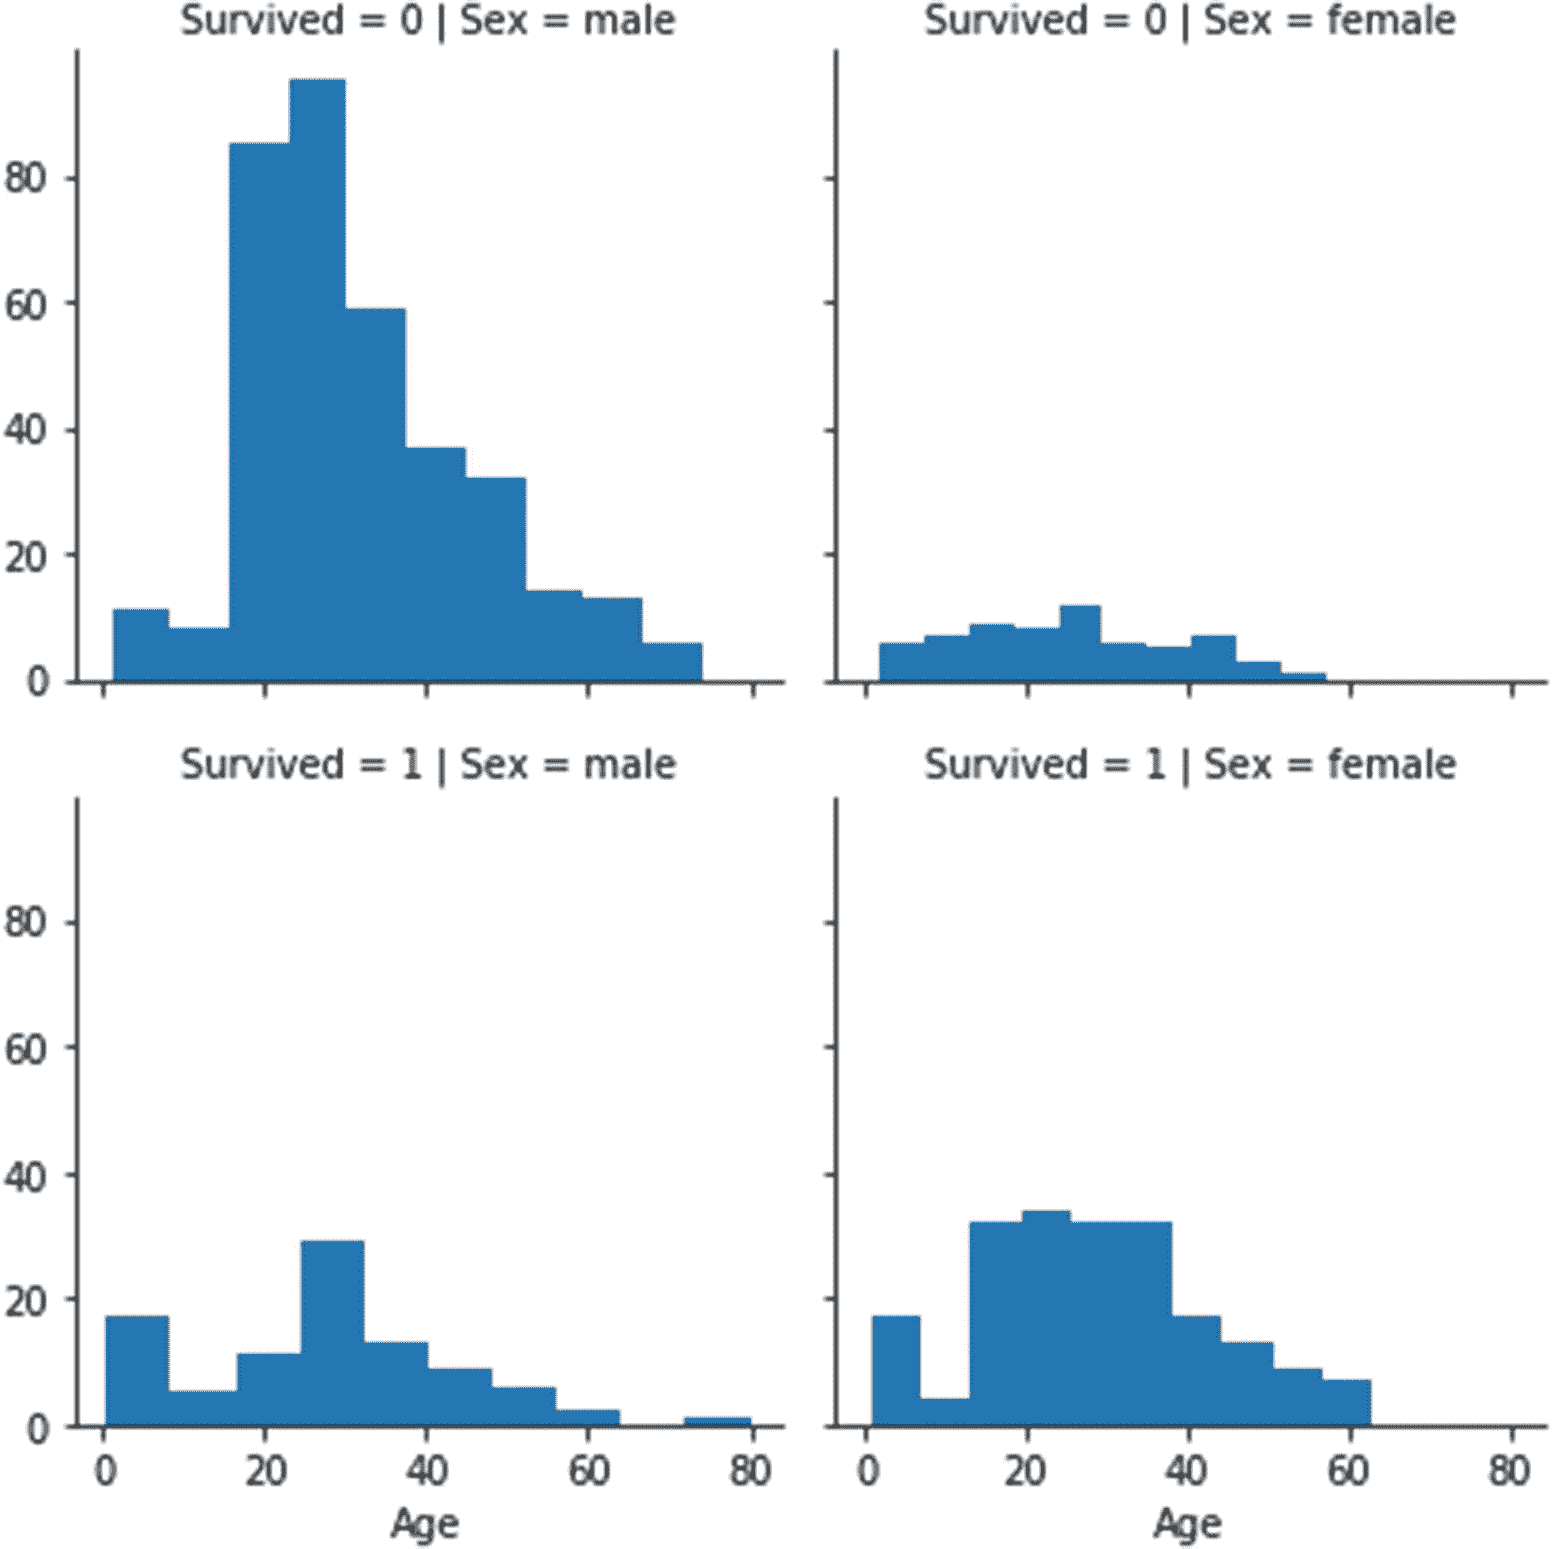 Survived = 0 | Sex = male
Survived = 0 | Sex = female
80
60
40
20
0
Survived = 1 | Sex = male
Survived = 1 | Sex = female
80
60
40
20
0
0 20 40 60 80
0 20 40 60 80
Age
Age